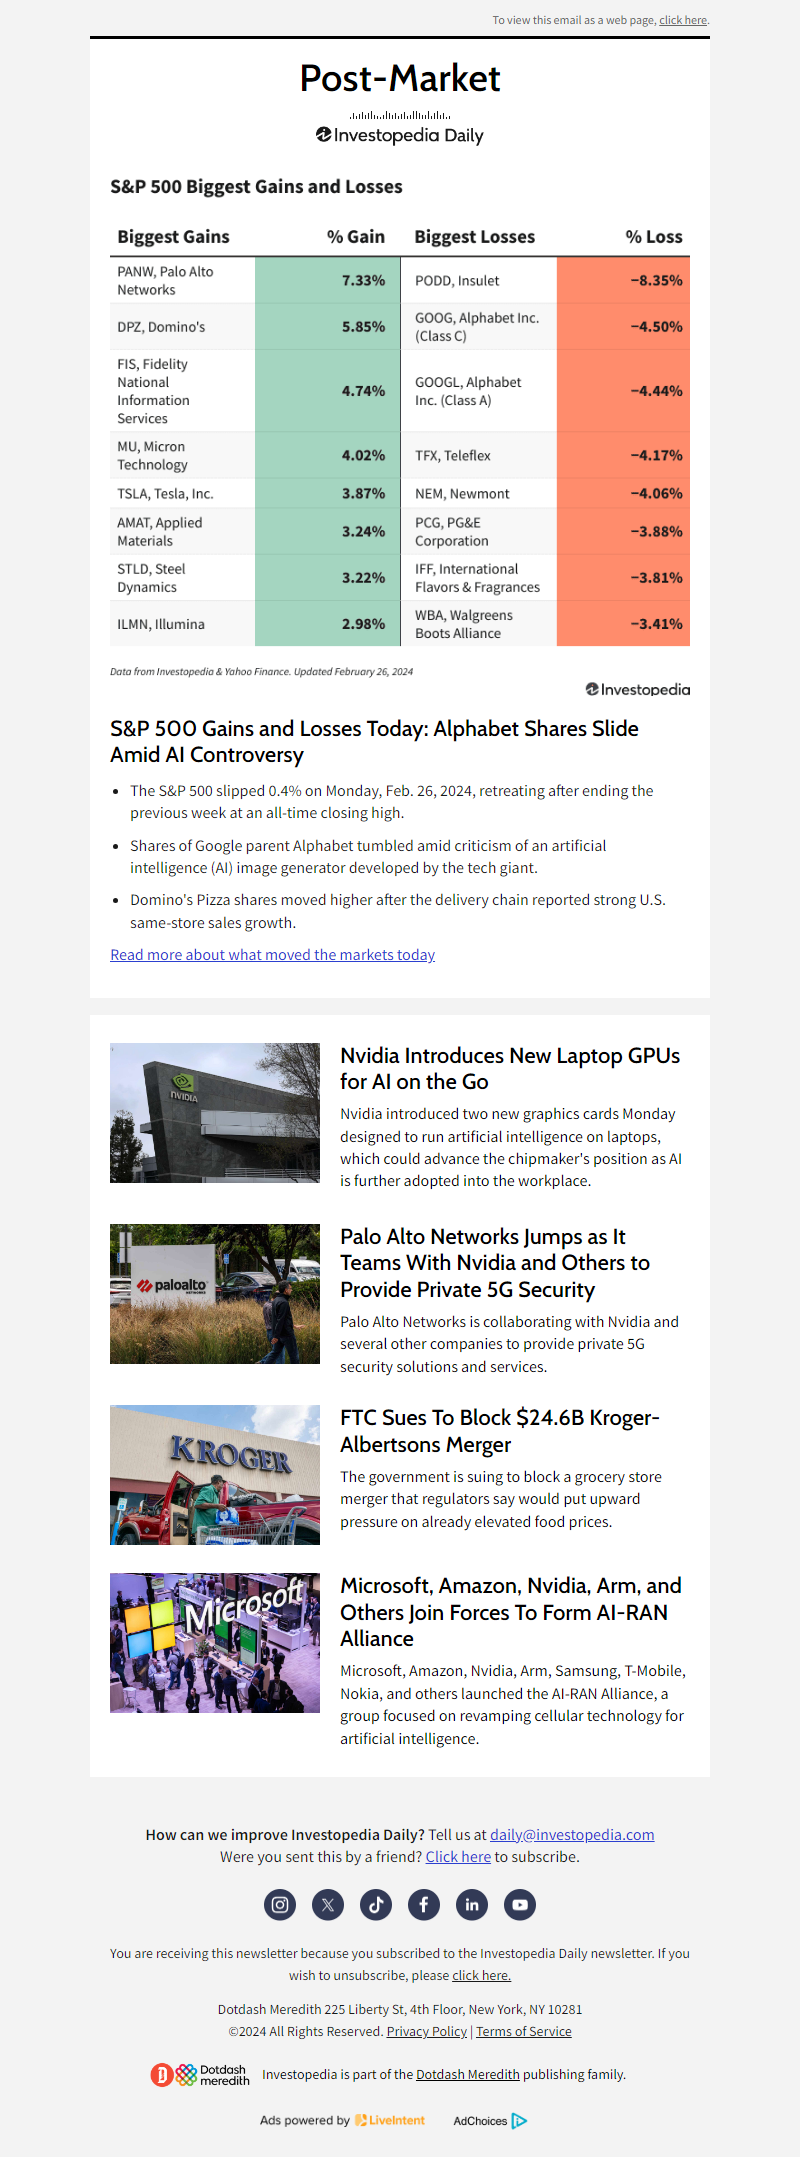 To view this email as a web page, click here.
Post-Market
Investopedia Daily
S&P 500 Biggest Gains and Losses
Biggest Gains % Gain Biggest Losses % Loss
PANW, Palo Alto
Networks
7.33%
PODD, Insulet
−8.35%
DPZ, Domino's
5.85%
GOOG, Alphabet Inc.
(Class C)
−4.50%
FIS, Fidelity
National
Information
Services
4.74%
GOOGL, Alphabet
Inc. (Class A)
−4.44%
MU, Micron
Technology
4.02%
TFX, Teleflex
−4.17%
TSLA, Tesla, Inc.
3.87%
NEM, Newmont
−4.06%
AMAT, Applied
Materials
3.24%
PCG, PG&E
Corporation
−3.88%
STLD, Steel
Dynamics
3.22%
IFF, International
Flavors & Fragrances
−3.81%
ILMN, Illumina
2.98%
WBA, Walgreens
Boots Alliance
−3.41%
Data from Investopedia & Yahoo Finance. Updated February 26, 2024
Investopedia
S&P 500 Gains and Losses Today: Alphabet Shares Slide
Amid AI Controversy
• The S&P 500 slipped 0.4% on Monday, Feb. 26, 2024, retreating after ending the
previous week at an all-time closing high.
• Shares of Google parent Alphabet tumbled amid criticism of an artificial
intelligence (AI) image generator developed by the tech giant.
• Domino's Pizza shares moved higher after the delivery chain reported strong U.S.
same-store sales growth.
Read more about what moved the markets today
NVIDIA
Nvidia Introduces New Laptop GPUs
for AI on the Go
Nvidia introduced two new graphics cards Monday
designed to run artificial intelligence on laptops,
which could advance the chipmaker's position as AI
is further adopted into the workplace.
paloalto
NETWORKS
Palo Alto Networks Jumps as It
Teams With Nvidia and Others to
Provide Private 5G Security
Palo Alto Networks is collaborating with Nvidia and
several other companies to provide private 5G
security solutions and services.
KROGER
FTC Sues To Block $24.6B Kroger-
Albertsons Merger
The government is suing to block a grocery store
merger that regulators say would put upward
pressure on already elevated food prices.
Microsoft
Microsoft, Amazon, Nvidia, Arm, and
Others Join Forces To Form AI-RAN
Alliance
Microsoft, Amazon, Nvidia, Arm, Samsung, T-Mobile,
Nokia, and others launched the AI-RAN Alliance, a
group focused on revamping cellular technology for
artificial intelligence.
How can we improve Investopedia Daily? Tell us at daily@investopedia.com
Were you sent this by a friend? Click here to subscribe.
You are receiving this newsletter because you subscribed to the Investopedia Daily newsletter. If you
wish to unsubscribe, please click here.
Dotdash Meredith 225 Liberty St, 4th Floor, New York, NY 10281
©2024 All Rights Reserved. Privacy Policy | Terms of Service
Dotdash
meredith
Investopedia is part of the Dotdash Meredith publishing family.
Ads powered by LiveIntent AdChoices